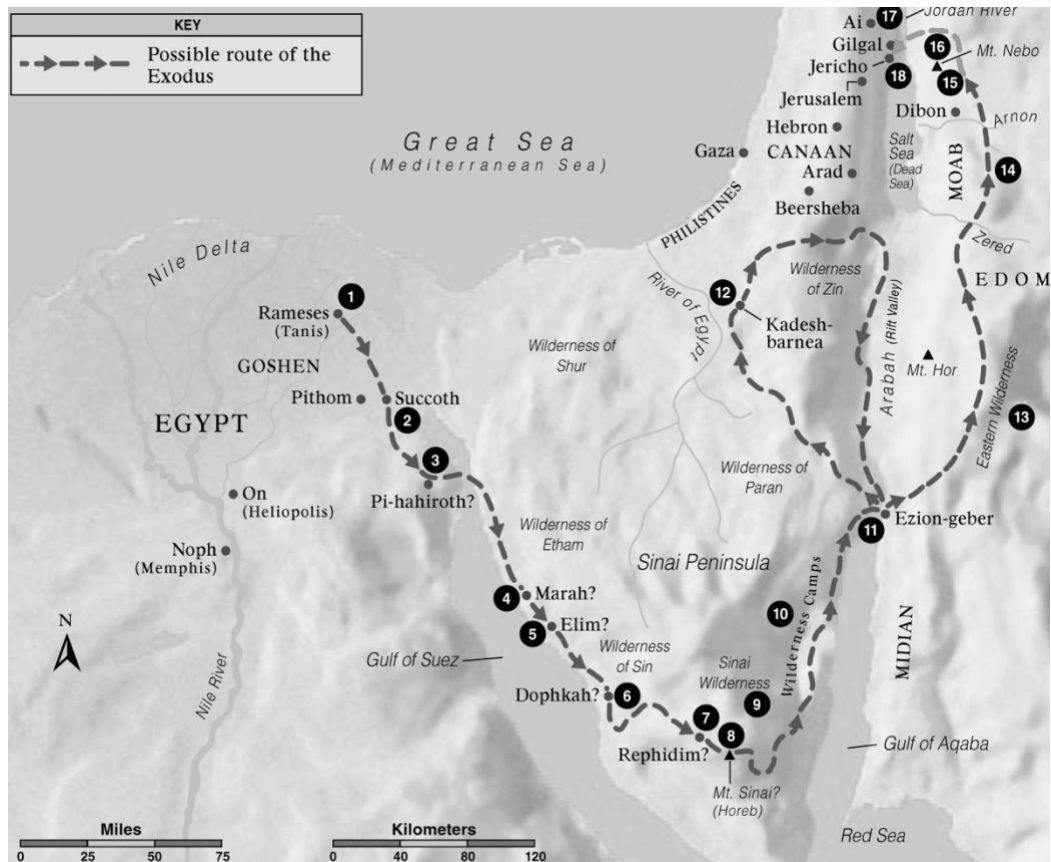 KEY
Possible route of the
Exodus
Great Sea
(Mediterranean Sea)
Nile Delta
1
Rameses
(Tanis)
GOSHEN
Pithom
Succoth
2
EGYPT
3
Pi-hahiroth?
On
(Heliopolis)
Noph
(Memphis)
N
Nile River
Gulf of Suez
4
Marah?
5
Elim?
Dophkah?
6
Wilderness
of Sin
Wilderness of
Etham
Wilderness of
Shur
River of Egypt
PHILISTINES
Gaza
17
Jordan River
Ai
Gilgal
Jericho
18
Jerusalem
16
Mt. Nebo
15
Dibon
Arnon
Hebron
CANAAN
Arad
Beersheba
Salt
Sea
(Dead
Sea)
MOAB
14
Zered
EDOM
12
Kadesh-
barnea
Wilderness
of Zin
Arabah (Rift Valley)
Mt. Hor
Eastern Wilderness
13
Wilderness of
Paran
Sinai Peninsula
11
Ezion-geber
10
Wilderness Camps
MIDIAN
Sinai
Wilderness
9
7
8
Rephidim?
Mt. Sinai?
(Horeb)
Gulf of Aqaba
Red Sea
Miles
0 25 50 75
Kilometers
0 40 80 120